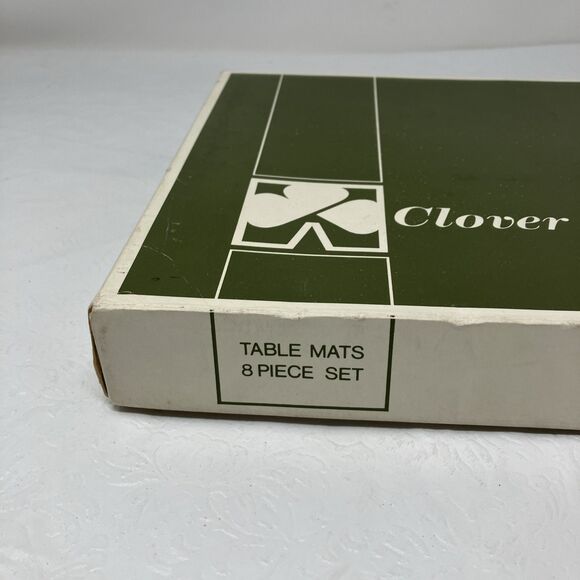 Clover
TABLE MATS
8 PIECE SET